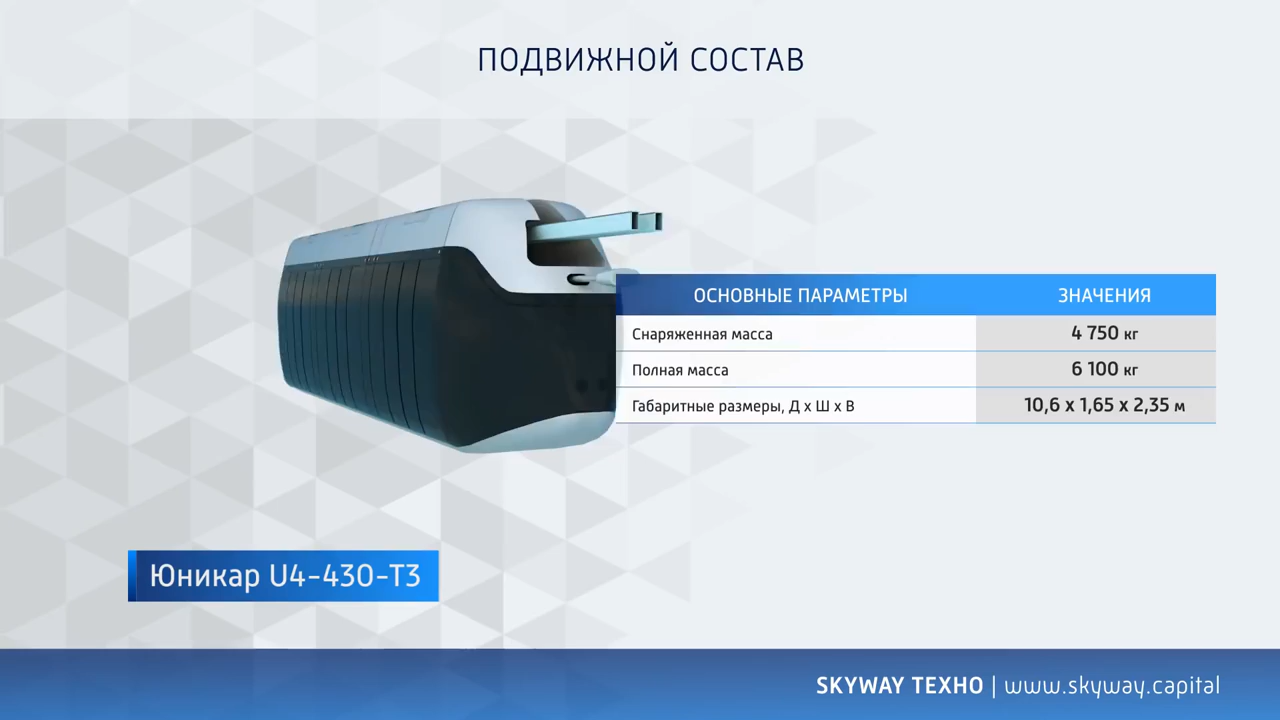 ПОДВИЖНОЙ СОСТАВ
ОСНОВНЫЕ ПАРАМЕТРЫ ЗНАЧЕНИЯ
Снаряженная масса 4 750 кг
Полная масса 6 100 кг
Габаритные размеры, Д х Ш х В 10,6 х 1,65 х 2,35 м
Юникар U4-430-T3
SKYWAY ТЕХНО | www.skyway.capital